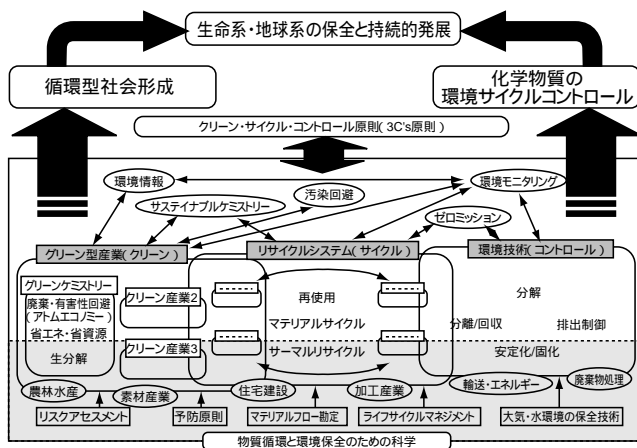 生命系・地球系の保全と持続的発展
循環型社会形成
化学物質の
環境サイクルコントロール
クリーン・サイクル・コントロール原則(3C's原則)
環境情報
汚染回避
環境モニタリング
サステイナブルケミストリー
ゼロミッション
グリーン型産業(クリーン)
リサイクルシステム(サイクル)
環境技術(コントロール)
グリーンケミストリー
廃棄・有害性回避
(アトムエコノミー)
省エネ・省資源
生分解
クリーン産業2
クリーン産業3
再使用
マテリアルサイクル
サーマルリサイクル
分解
分離/回収
排出制御
安定化/固化
農林水産
素材産業
住宅建設
加工産業
輸送・エネルギー
廃棄物処理
リスクアセスメント
予防原則
マテリアルフロー勘定
ライフサイクルマネジメント
大気・水環境の保全技術
物質循環と環境保全のための科学